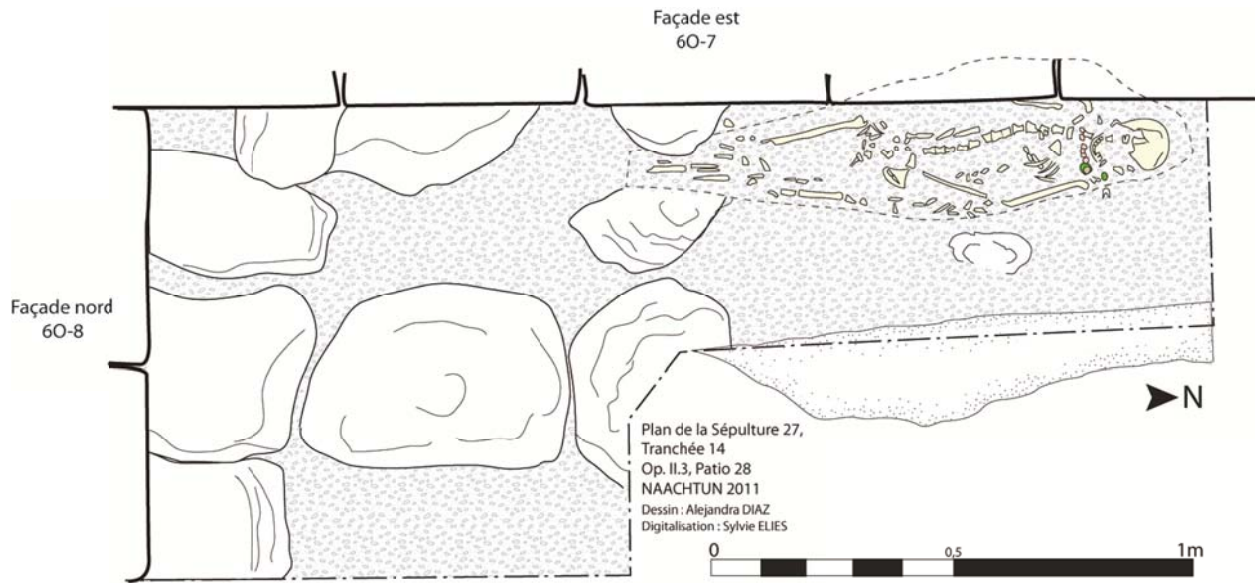 Façade est
6O-7
Façade nord
6O-8
N
Plan de la Sépulture 27,
Tranchée 14
Op. II.3, Patio 28
NAACHTUN 2011
Dessin : Alejandra DIAZ
Digitalisation : Sylvie ELIES
0 0,5 1m